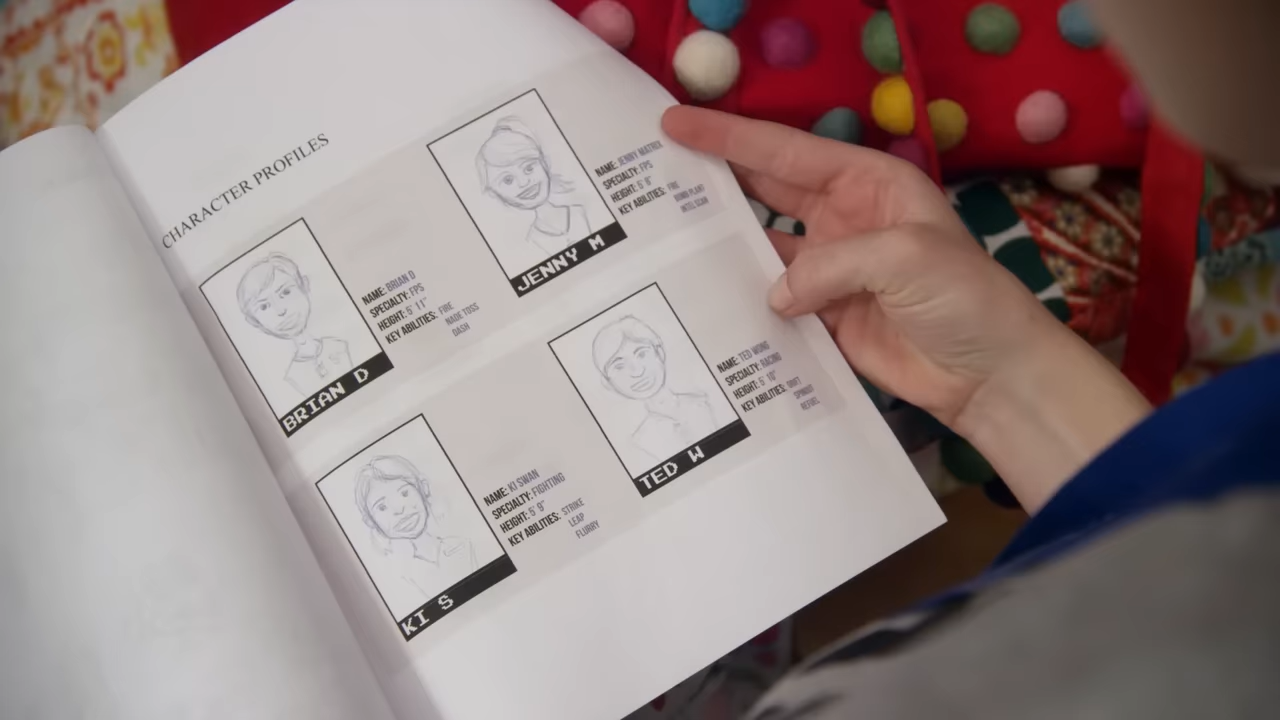 CHARACTER PROFILES
BRIAN D
NAME: BRIAN D
SPECIALTY: FPS
HEIGHT: 5' 11"
KEY ABILITIES: FIRE
NADE TOSS
DASH
JENNY M
NAME: JENNY MATRIX
SPECIALTY: FPS
HEIGHT: 5' 8"
KEY ABILITIES: FIRE
BOMB PLANT
INTEL SCAN
KI S
NAME: KI SWAN
SPECIALTY: FIGHTING
HEIGHT: 5' 9"
KEY ABILITIES: STRIKE
LEAP
FLURRY
TED W
NAME: TED WONG
SPECIALTY: RACING
HEIGHT: 5' 10"
KEY ABILITIES: DRIFT
SPINOUT
REFUEL